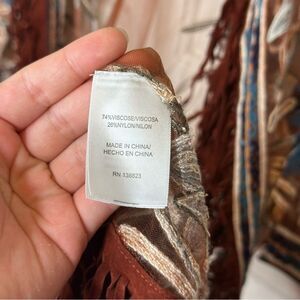 74%VISCOSE/VISCOSA
26%NYLON/NILON
MADE IN CHINA/
HECHO EN CHINA
RN 138823